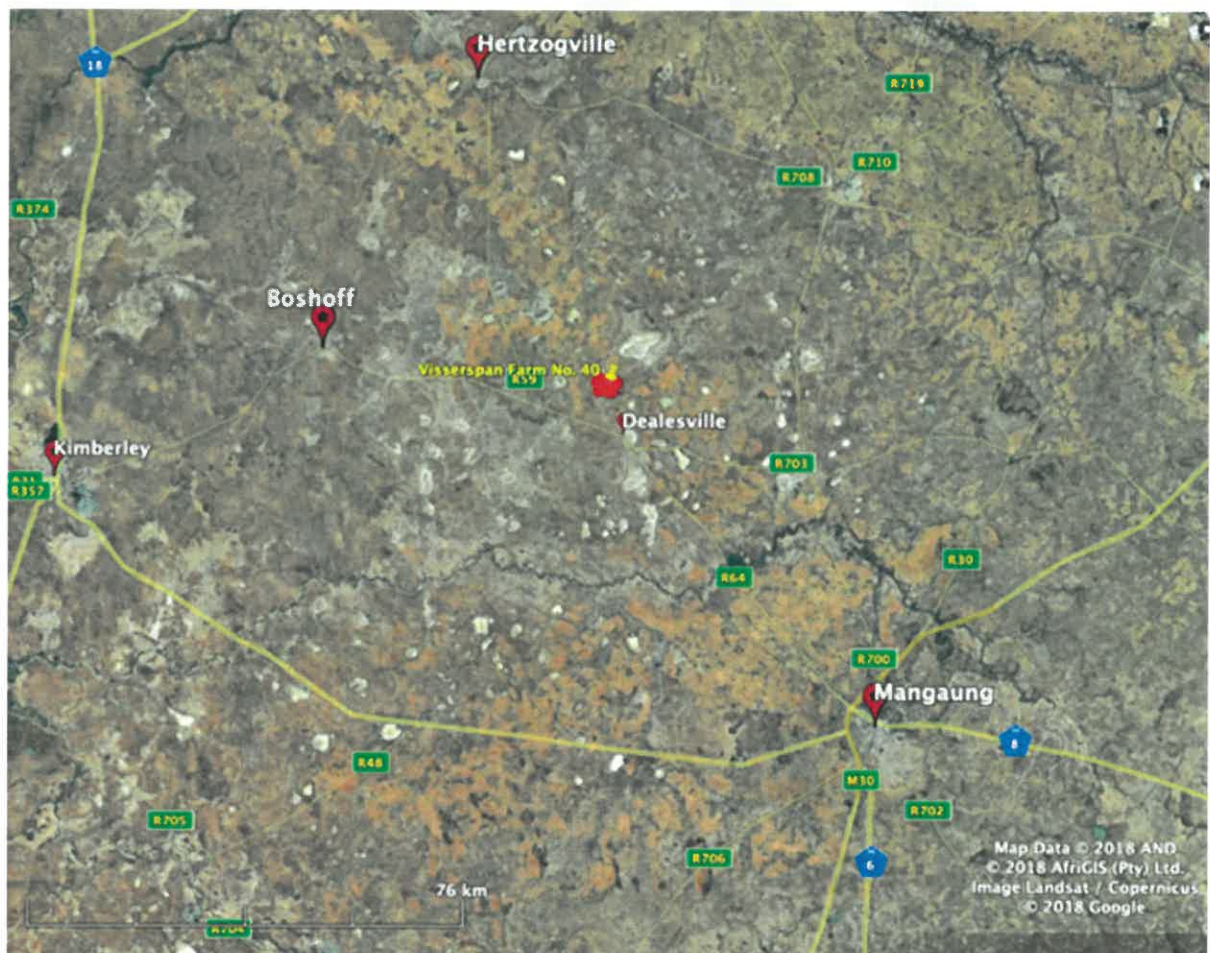 18
Hertzogville
R719
R710
R708
R374
Boshoff
Visserspan Farm No. 40-2
R59
Dealesville
Kimberley
R703
R357
R30
R64
R700
Mangaung
8
R48
M30
R702
R705
R706
6
Map Data © 2018 AND
© 2018 AfriGIS (Pty) Ltd.
Image Landsat / Copernicus
© 2018 Google
76 km
R704